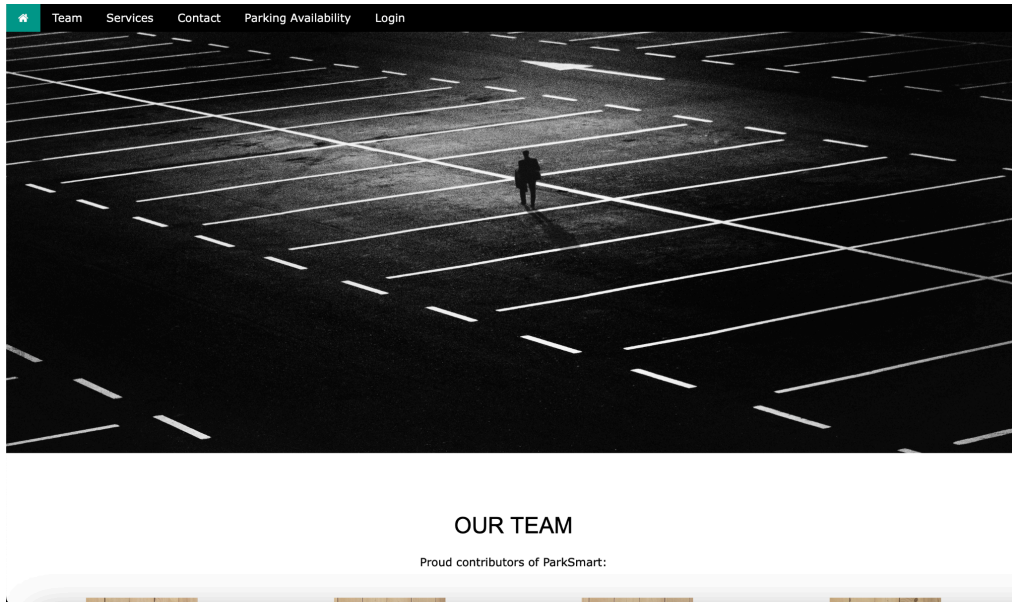 Team Services Contact Parking Availability Login
OUR TEAM
Proud contributors of ParkSmart: